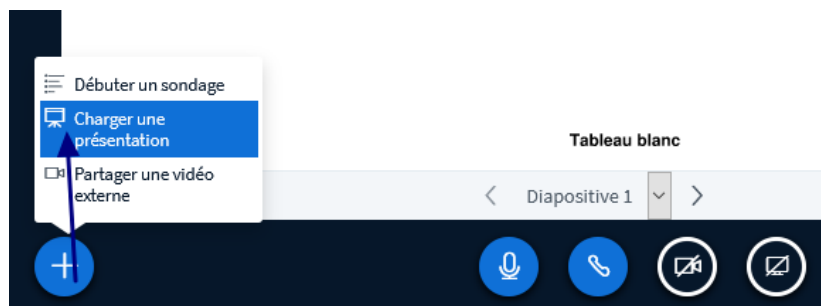 Débuter un sondage
Charger une
présentation
Tableau blanc
Partager une vidéo
externe
Diapositive 1